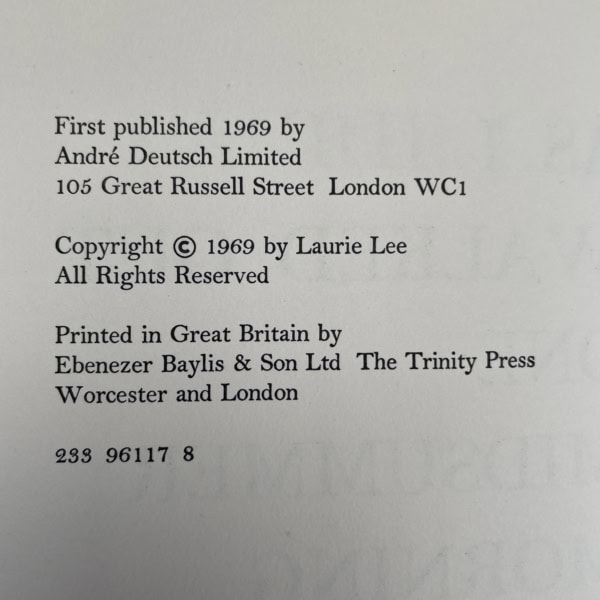 First published 1969 by
André Deutsch Limited
105 Great Russell Street London WC1
Copyright © 1969 by Laurie Lee
All Rights Reserved
Printed in Great Britain by
Ebenezer Baylis & Son Ltd The Trinity Press
Worcester and London
233 96117 8